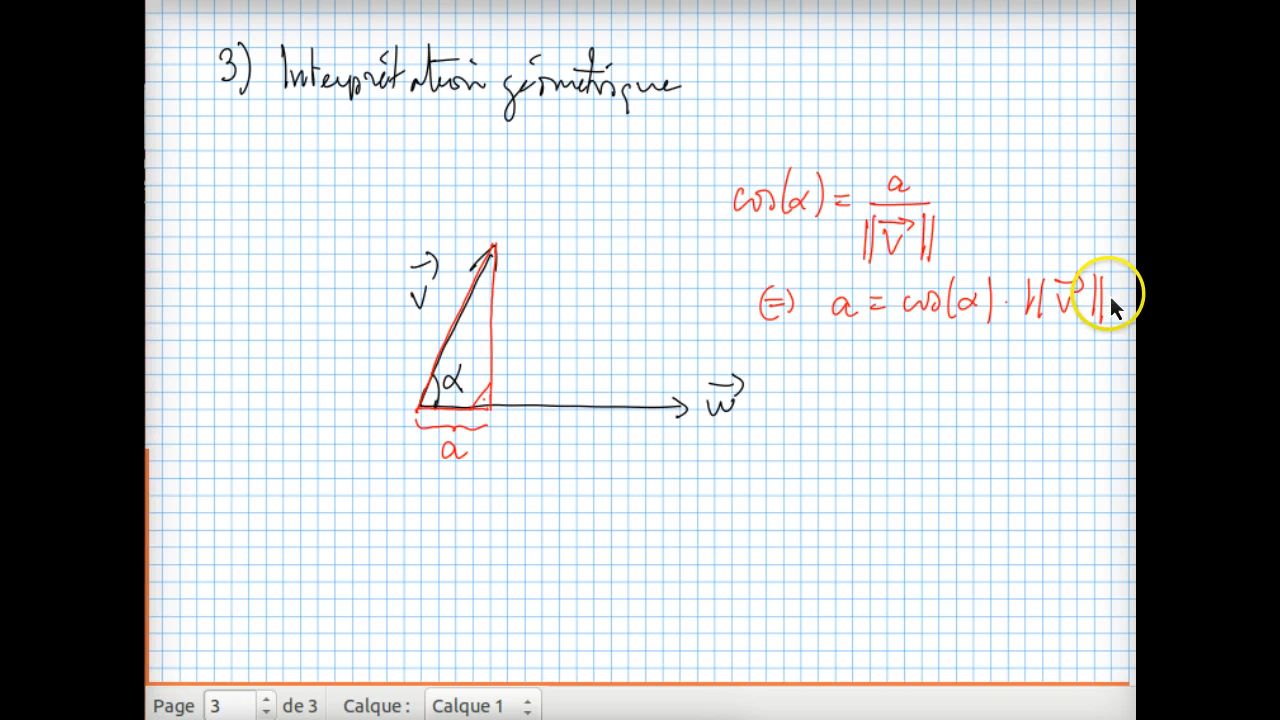 3) Interprétation géométrique
cos(α) = a / ||v⃗||
(=) a = cos(α) · ||v⃗||
v⃗
α
w⃗
a
Page 3 de 3 Calque : Calque 1